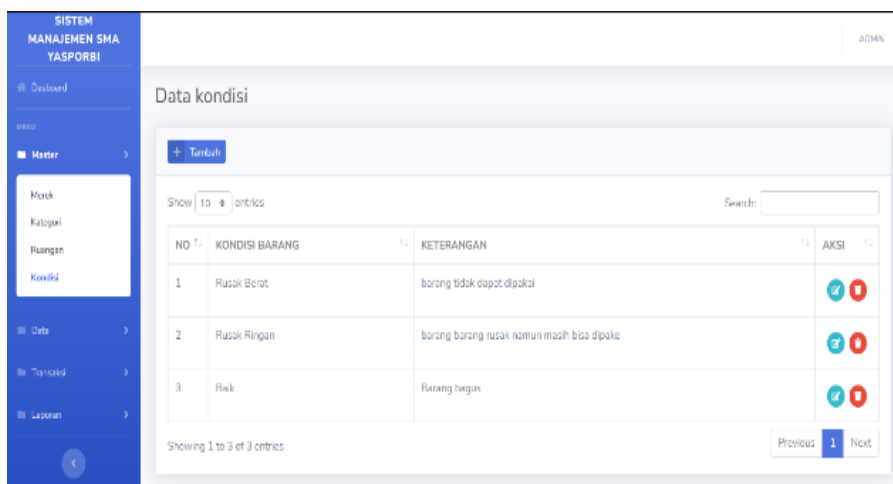 SISTEM
MANAJEMEN SMA
YASPORBI
ADMIN
Dasboard
Data kondisi
MENU
Master
+ Tambah
Merek
Kategori
Ruangan
Kondisi
Show 10 entries
Search:
NO KONDISI BARANG KETERANGAN AKSI
1 Rusak Berat barang tidak dapat dipakai
2 Rusak Ringan barang barang rusak namun masih bisa dipake
3 Baik Barang bagus
Data
Transaksi
Laporan
Showing 1 to 3 of 3 entries
Previous 1 Next